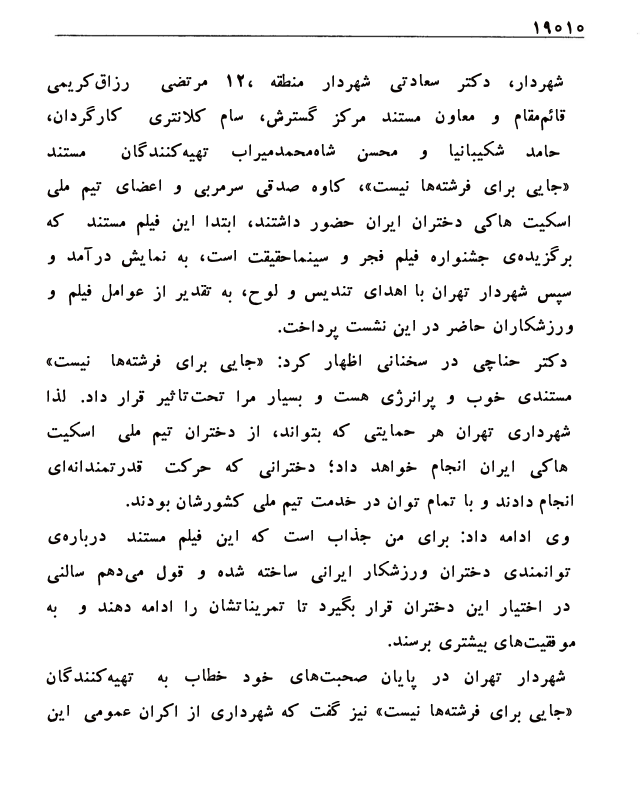 ۱۹۰۱۰
شهردار، دکتر سعادتی شهردار منطقه ۱۲، مرتضی رزاق‌کریمی
قائم‌مقام و معاون مستند مرکز گسترش، سام کلانتری کارگردان،
حامد شکیبانیا و محسن شاه‌محمدمیراب تهیه‌کنندگان مستند
«جایی برای فرشته‌ها نیست»، کاوه صدقی سرمربی و اعضای تیم ملی
اسکیت هاکی دختران ایران حضور داشتند، ابتدا این فیلم مستند که
برگزیده‌ی جشنواره فیلم فجر و سینماحقیقت است، به نمایش درآمد و
سپس شهردار تهران با اهدای تندیس و لوح، به تقدیر از عوامل فیلم و
ورزشکاران حاضر در این نشست پرداخت.
دکتر حناچی در سخنانی اظهار کرد: «جایی برای فرشته‌ها نیست»
مستندی خوب و پرانرژی هست و بسیار مرا تحت‌تاثیر قرار داد. لذا
شهرداری تهران هر حمایتی که بتواند، از دختران تیم ملی اسکیت
هاکی ایران انجام خواهد داد؛ دخترانی که حرکت قدرتمندانه‌ای
انجام دادند و با تمام توان در خدمت تیم ملی کشورشان بودند.
وی ادامه داد: برای من جذاب است که این فیلم مستند درباره‌ی
توانمندی دختران ورزشکار ایرانی ساخته شده و قول می‌دهم سالنی
در اختیار این دختران قرار بگیرد تا تمریناتشان را ادامه دهند و به
موفقیت‌های بیشتری برسند.
شهردار تهران در پایان صحبت‌های خود خطاب به تهیه‌کنندگان
«جایی برای فرشته‌ها نیست» نیز گفت که شهرداری از اکران عمومی این